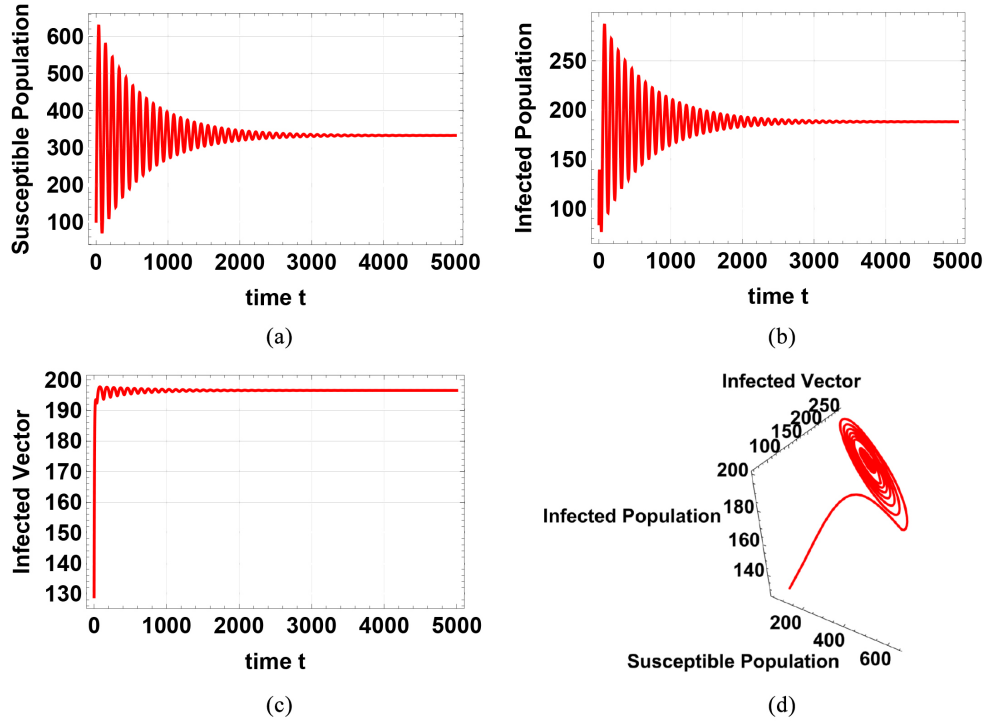 Susceptible Population
600
500
400
300
200
100
0 1000 2000 3000 4000 5000
time t
(a)
Infected Population
250
200
150
100
0 1000 2000 3000 4000 5000
time t
(b)
Infected Vector
200
190
180
170
160
150
140
130
0 1000 2000 3000 4000 5000
time t
(c)
Infected Vector
100 150 200 250
Infected Population
200
180
160
140
200 400 600
Susceptible Population
(d)